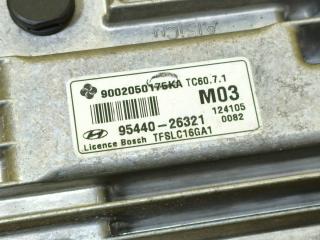 9002050175KA TC60.7.1
M03
124105
95440-26321 0082
Licence Bosch TFSLC16GA1